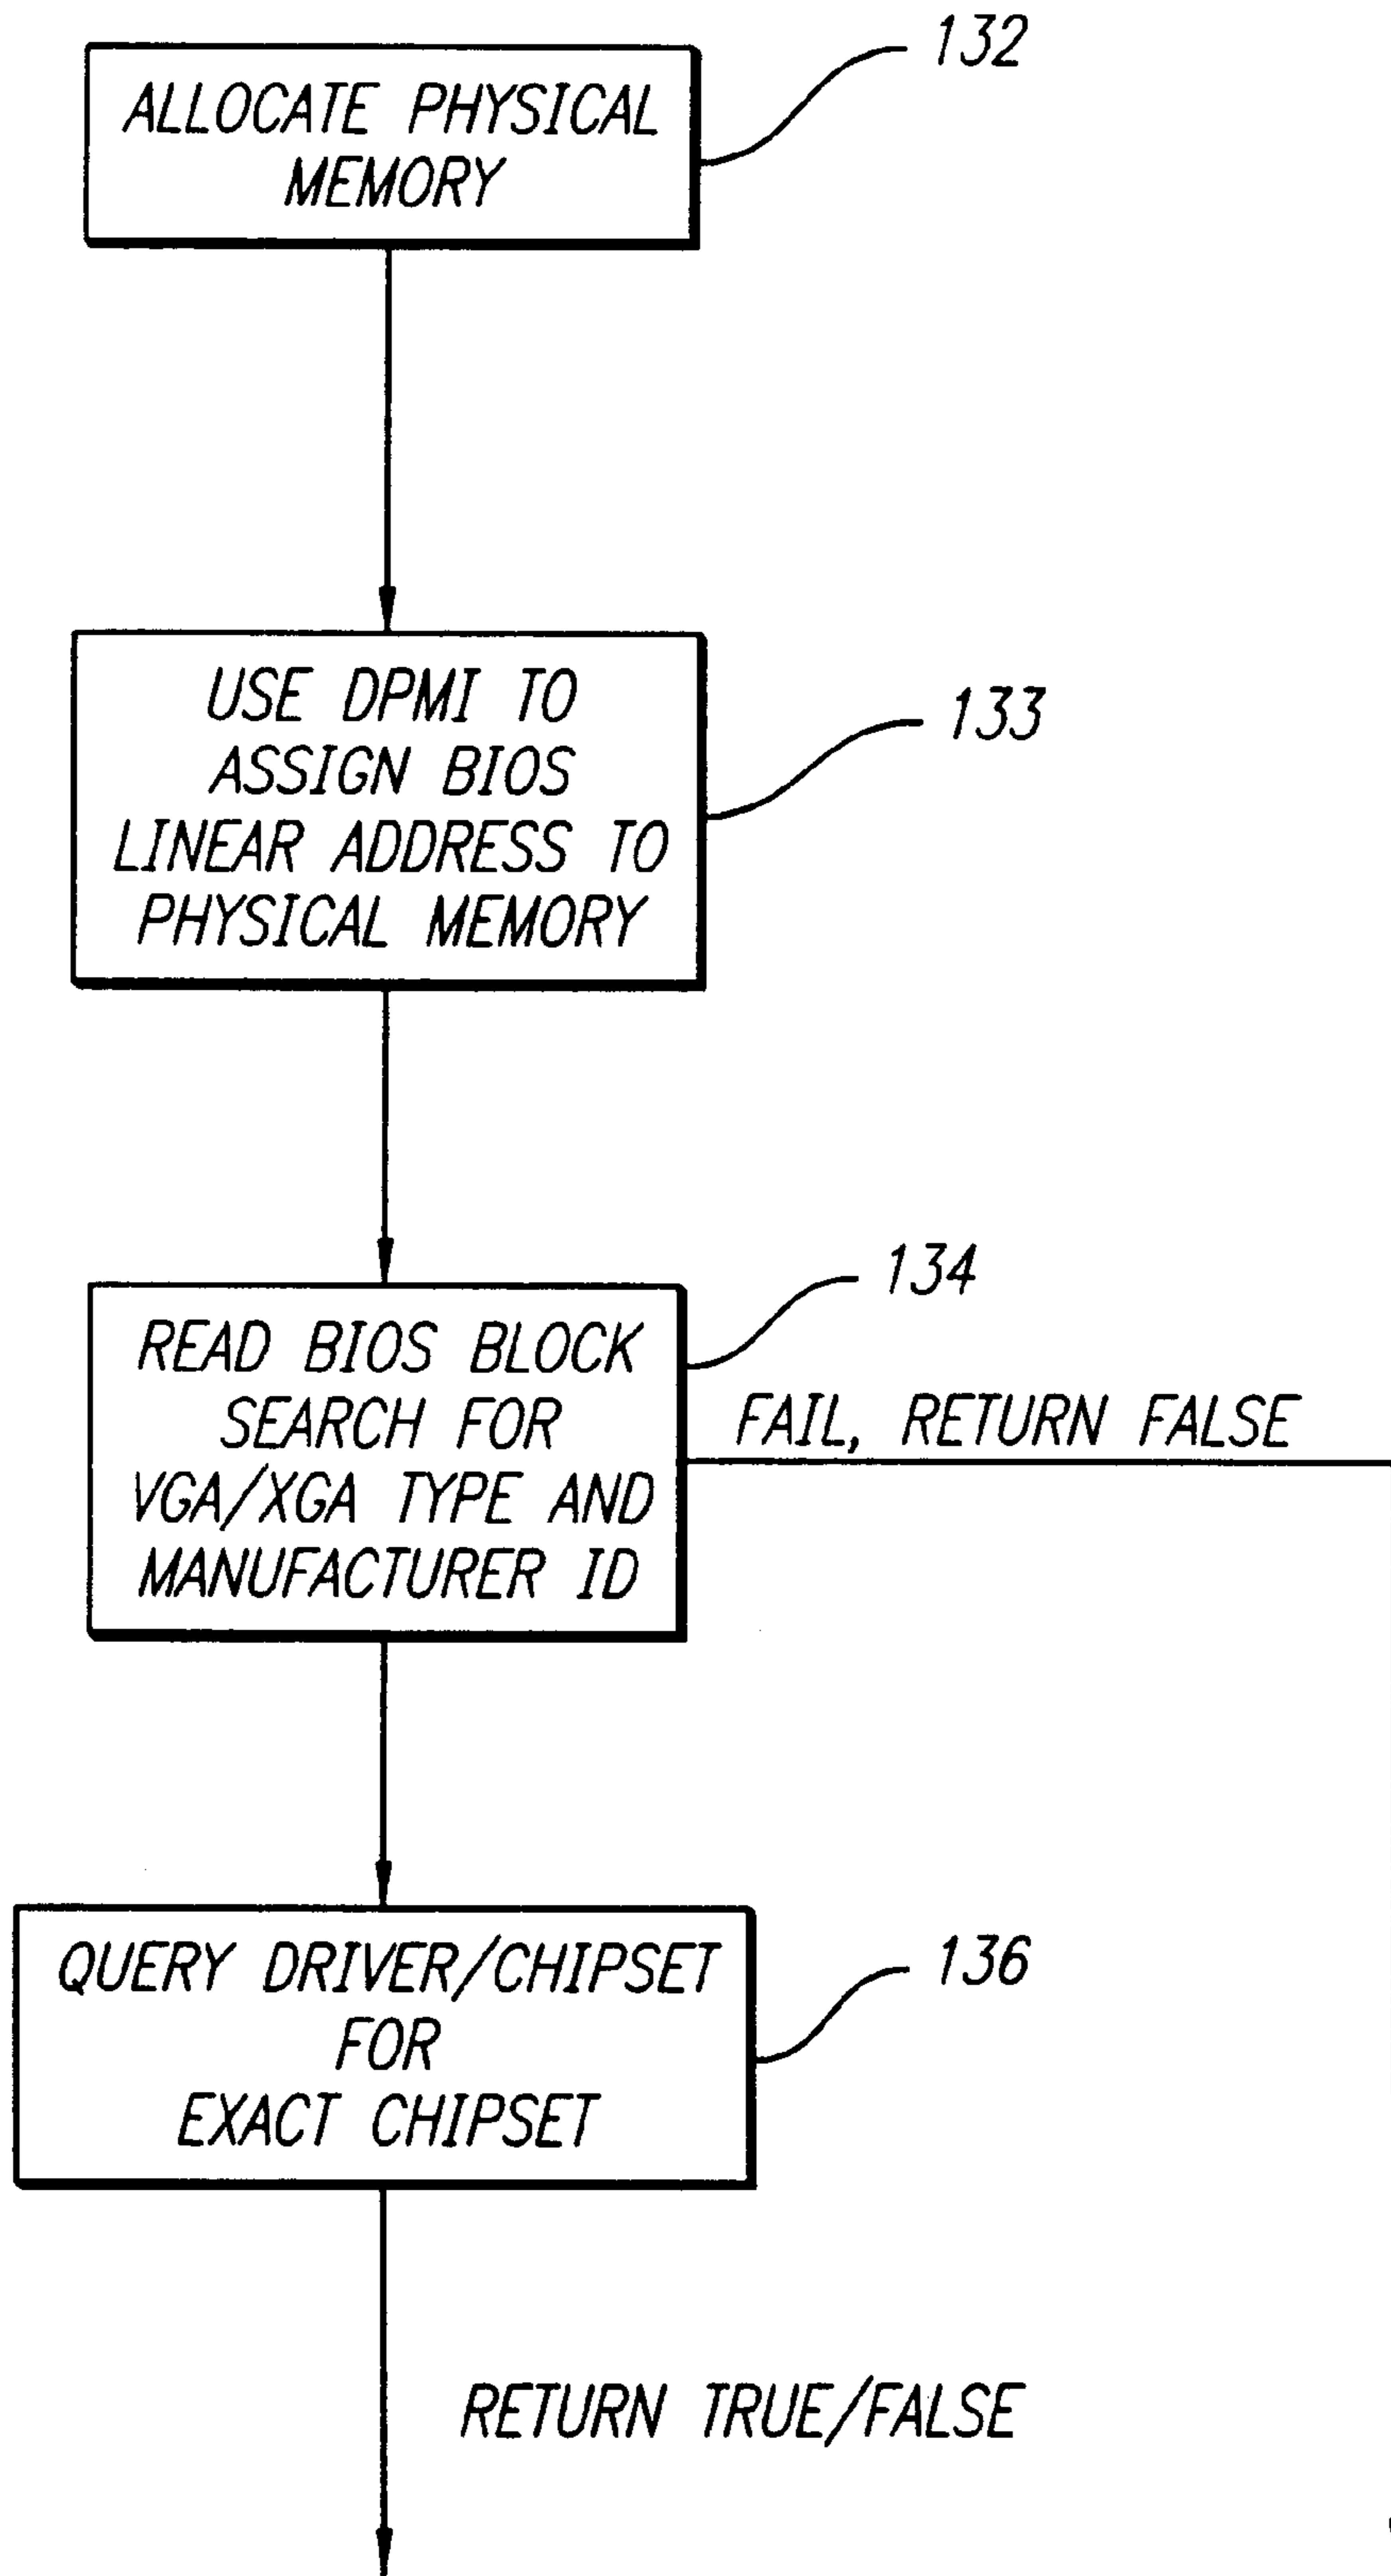 132
ALLOCATE PHYSICAL
MEMORY
USE DPMI TO
ASSIGN BIOS
LINEAR ADDRESS TO
PHYSICAL MEMORY
133
134
READ BIOS BLOCK
SEARCH FOR
VGA/XGA TYPE AND
MANUFACTURER ID
FAIL, RETURN FALSE
QUERY DRIVER/CHIPSET
FOR
EXACT CHIPSET
136
RETURN TRUE/FALSE